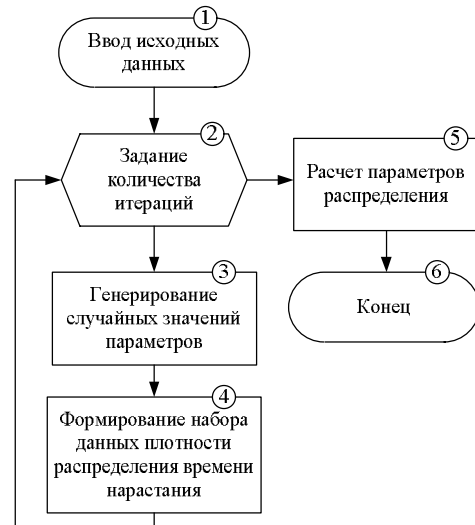 1
Ввод исходных
данных
2
Задание
количества
итераций
5
Расчет параметров
распределения
3
Генерирование
случайных значений
параметров
6
Конец
4
Формирование набора
данных плотности
распределения времени
нарастания